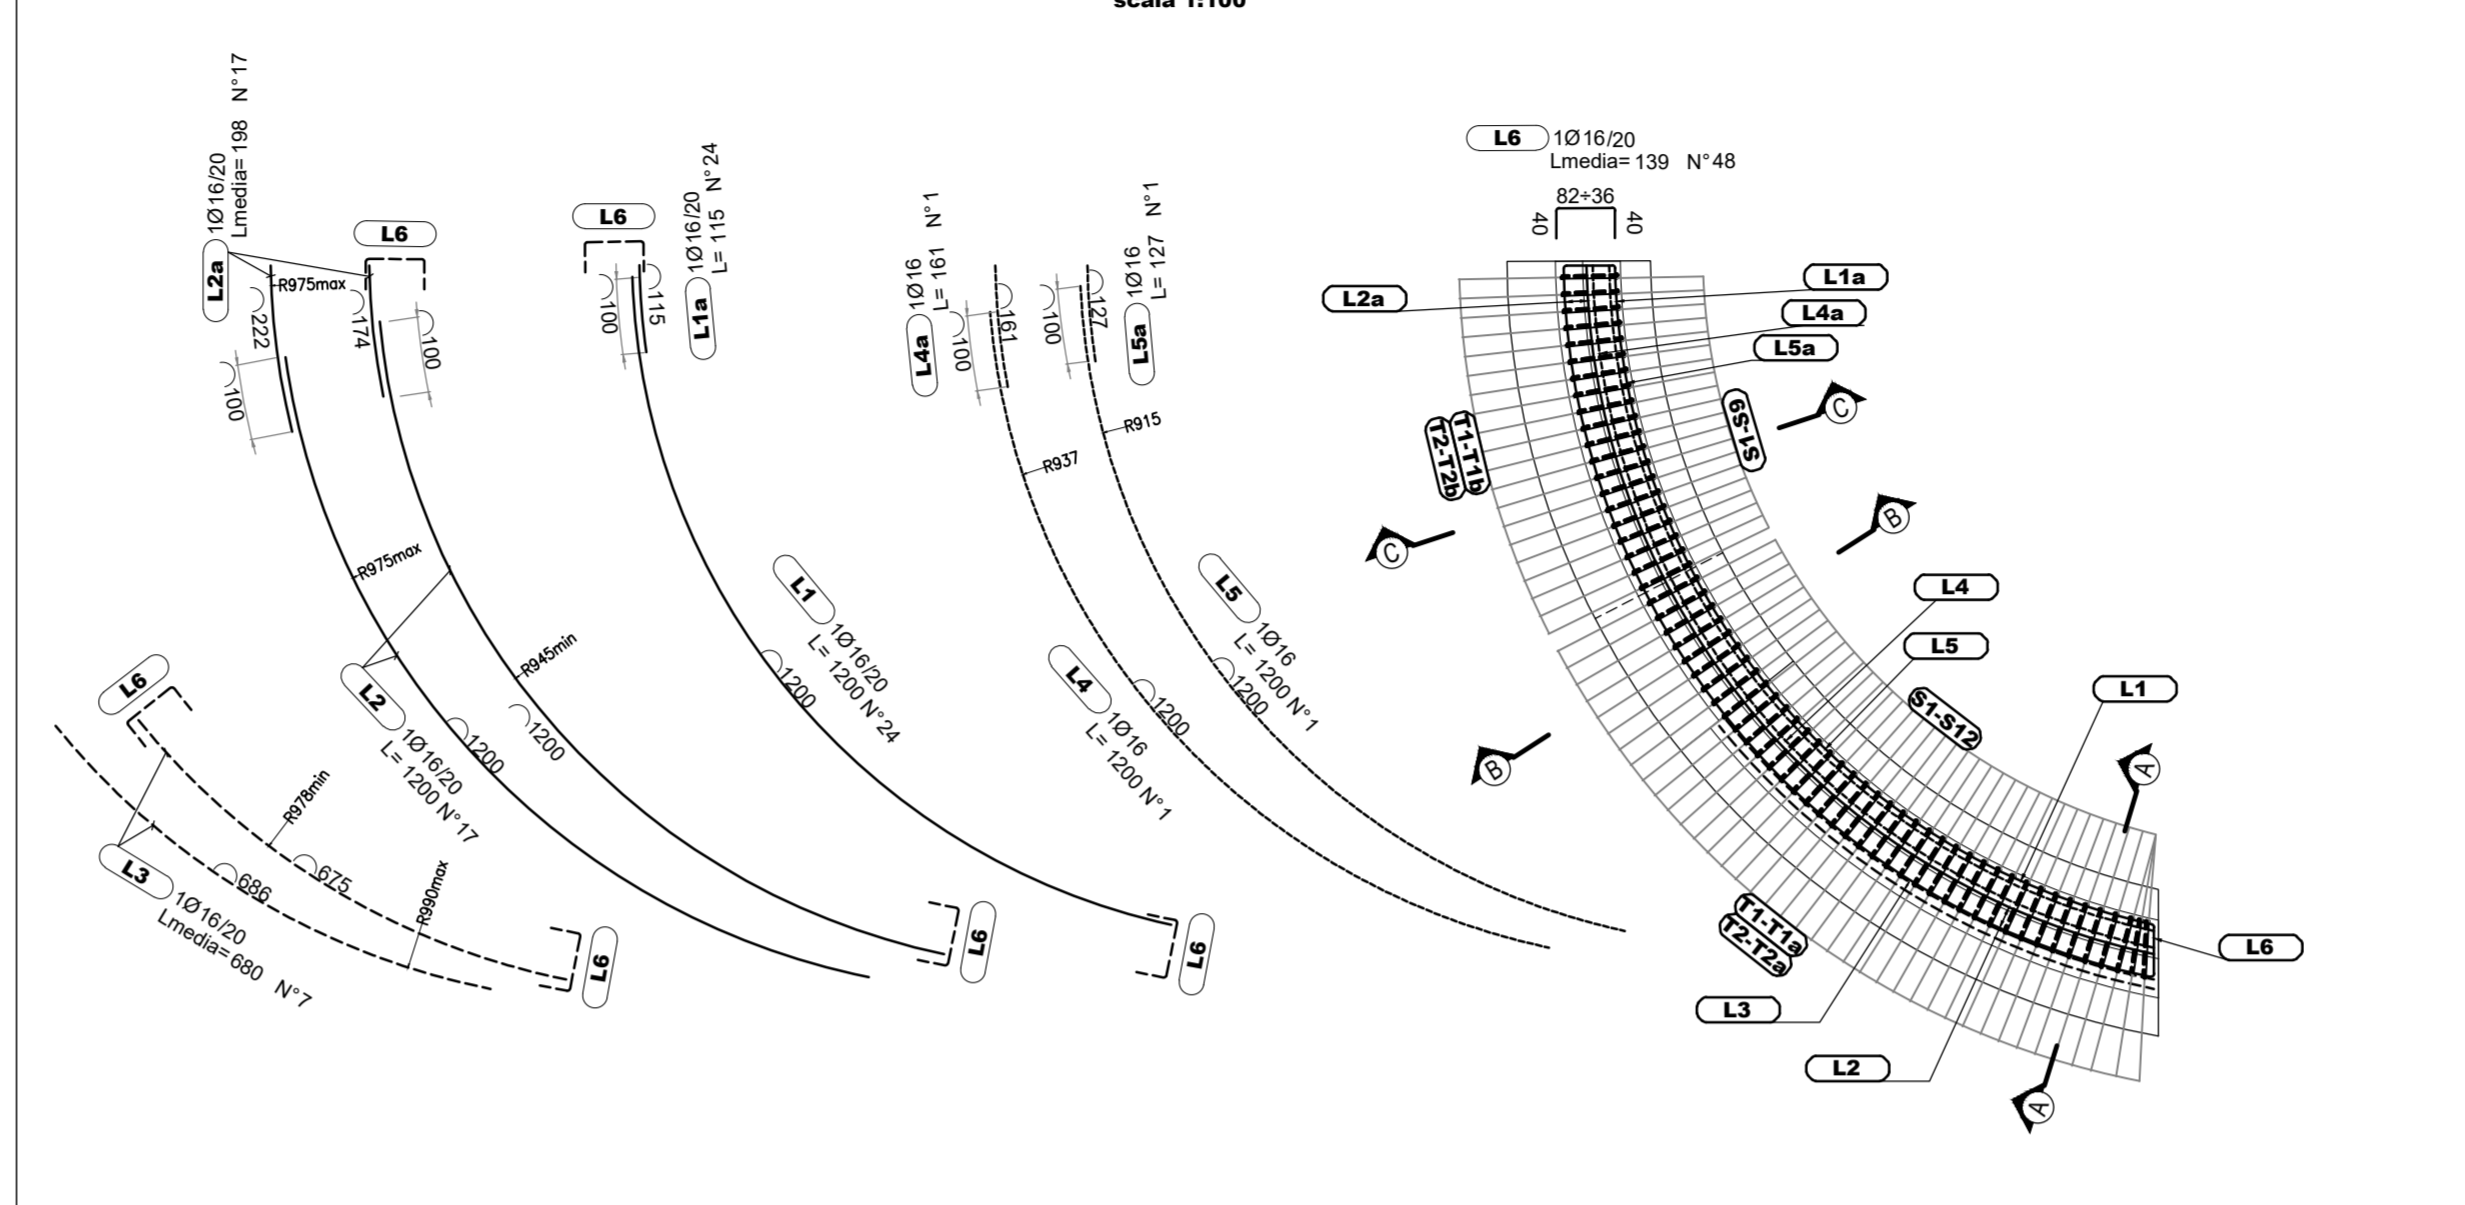 scala 1:100
L2a
1Ø16/20
Lmedia= 198 N°17
R975max
222
100
L6
174
100
R975max
R945min
L2
1Ø16/20
L= 1200 N°17
1200
1200
L6
L6
R978min
675
R990max
686
L3
1Ø16/20
Lmedia= 680 N°7
L6
L6
100
115
L1a
1Ø16/20
L= 115 N°24
L1
1Ø16/20
L= 1200 N°24
1200
L6
L4a
1Ø16
L= 161 N°1
100
161
R937
L4
1Ø16
L= 1200 N°1
1200
L5a
1Ø16
L= 127 N°1
100
127
R915
L5
1Ø16
L= 1200 N°1
1200
L6
1Ø16/20
Lmedia= 139 N°48
82÷36
40
40
L2a
L1a
L4a
L5a
T1-T1b
T2-T2b
S1-S9
C
C
B
B
L4
L5
L1
S1-S12
A
T1-T1a
T2-T2a
L6
L3
L2
A